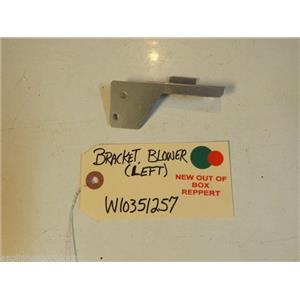 BRACKET, BLOWER
(LEFT)
NEW OUT OF
BOX
REPPERT
W10351257